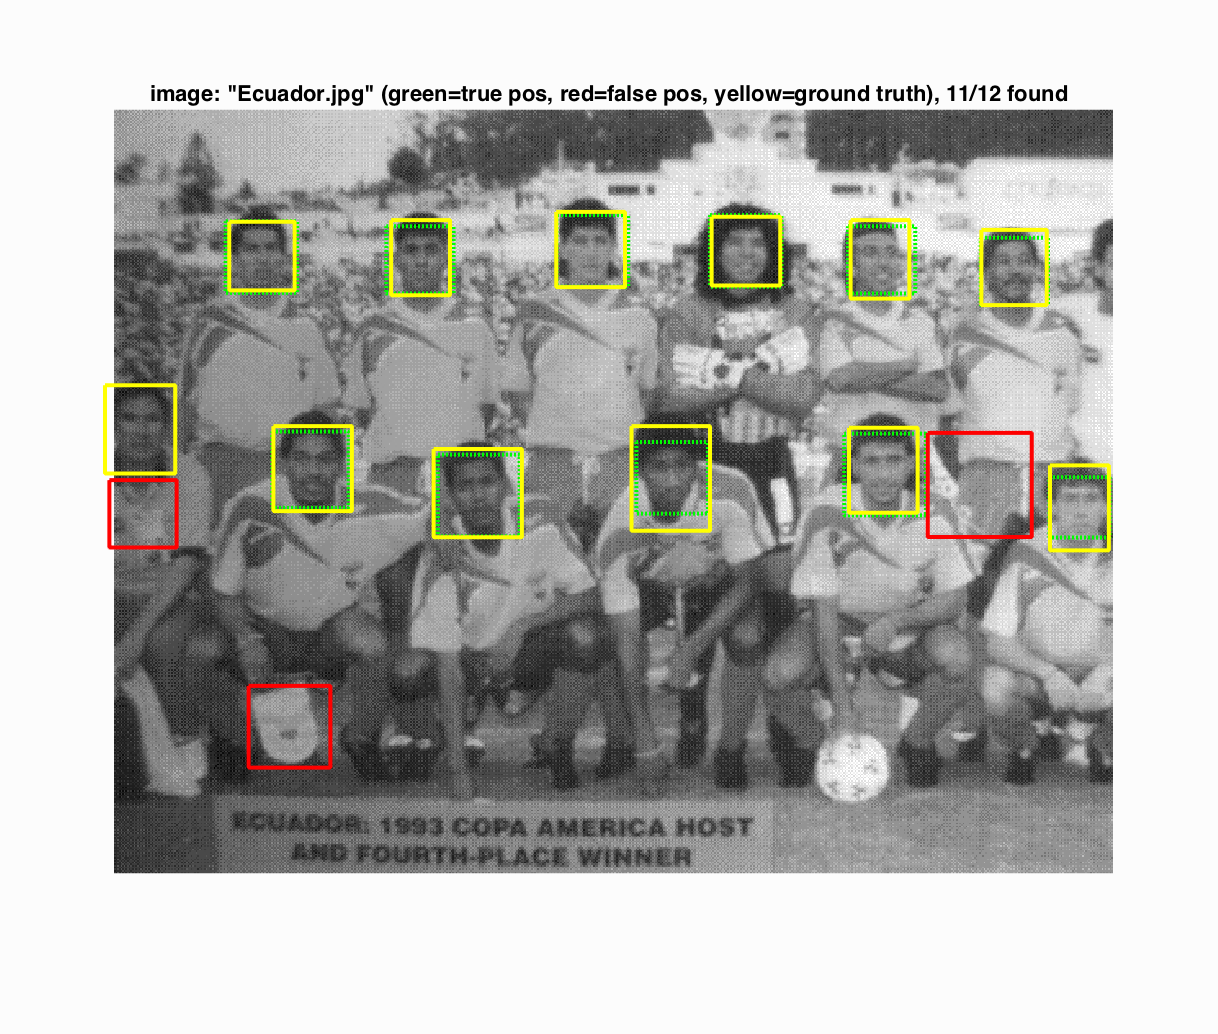 image: "Ecuador.jpg" (green=true pos, red=false pos, yellow=ground truth), 11/12 found
ECUADOR: 1993 COPA AMERICA HOST
AND FOURTH-PLACE WINNER